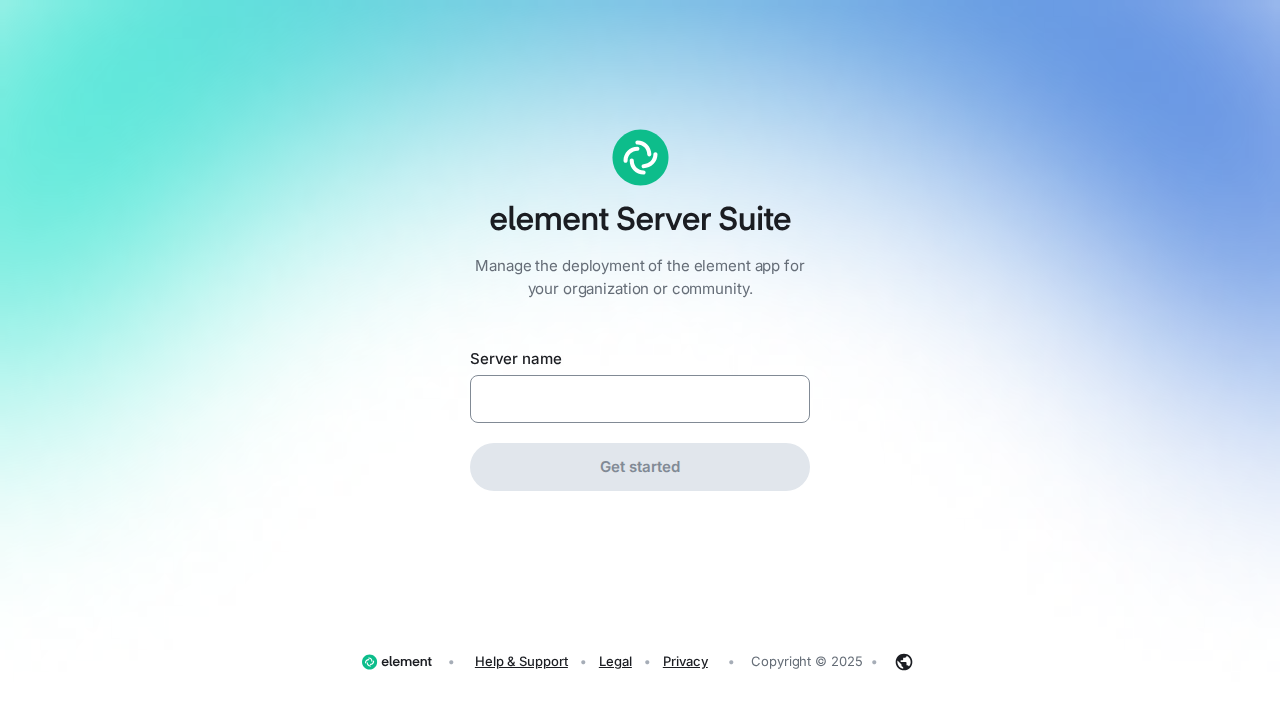 element Server Suite
Manage the deployment of the element app for
your organization or community.
Server name
Get started
element • Help & Support • Legal • Privacy • Copyright © 2025 •